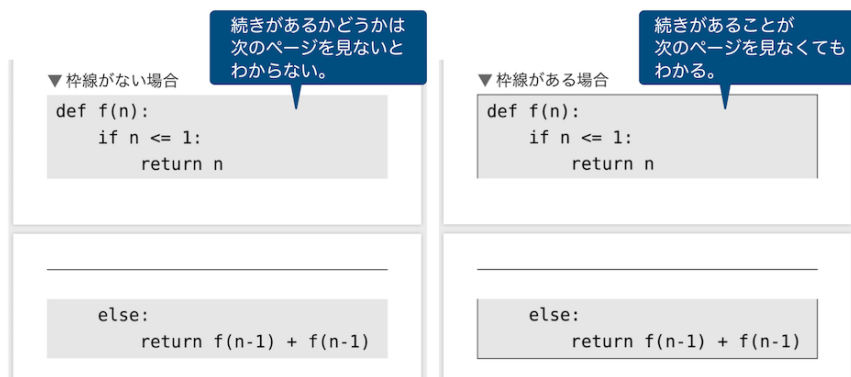 続きがあるかどうかは
次のページを見ないと
わからない。
▼枠線がない場合
def f(n):
    if n <= 1:
        return n
    else:
        return f(n-1) + f(n-1)
続きがあることが
次のページを見なくても
わかる。
▼枠線がある場合
def f(n):
    if n <= 1:
        return n
    else:
        return f(n-1) + f(n-1)